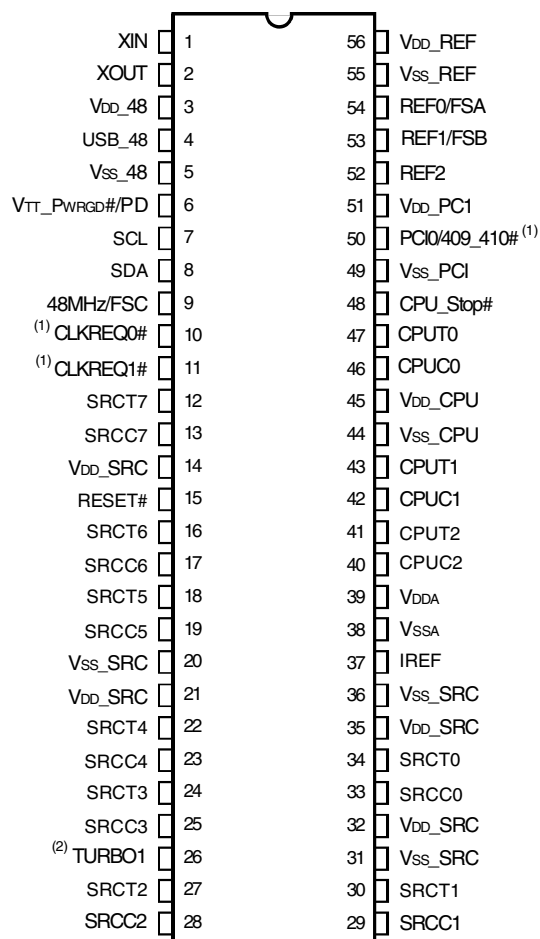 XIN 1 56 VDD_REF
XOUT 2 55 VSS_REF
VDD_48 3 54 REF0/FSA
USB_48 4 53 REF1/FSB
VSS_48 5 52 REF2
VTT_PWRGD#/PD 6 51 VDD_PC1
SCL 7 50 PCI0/409_410# (1)
SDA 8 49 VSS_PCI
48MHz/FSC 9 48 CPU_Stop#
(1) CLKREQ0# 10 47 CPUT0
(1) CLKREQ1# 11 46 CPUC0
SRCT7 12 45 VDD_CPU
SRCC7 13 44 VSS_CPU
VDD_SRC 14 43 CPUT1
RESET# 15 42 CPUC1
SRCT6 16 41 CPUT2
SRCC6 17 40 CPUC2
SRCT5 18 39 VDDA
SRCC5 19 38 VSSA
VSS_SRC 20 37 IREF
VDD_SRC 21 36 VSS_SRC
SRCT4 22 35 VDD_SRC
SRCC4 23 34 SRCT0
SRCT3 24 33 SRCC0
SRCC3 25 32 VDD_SRC
(2) TURBO1 26 31 VSS_SRC
SRCT2 27 30 SRCT1
SRCC2 28 29 SRCC1